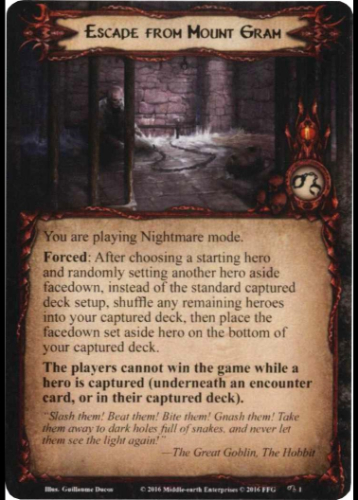 Escape from Mount Gram
You are playing Nightmare mode.
Forced: After choosing a starting hero
and randomly setting another hero aside
facedown, instead of the standard captured
deck setup, shuffle any remaining heroes
into your captured deck, then place the
facedown set aside hero on the bottom of
your captured deck.
The players cannot win the game while a
hero is captured (underneath an encounter
card, or in their captured deck).
"Slash them! Beat them! Bite them! Gnash them! Take
them away to dark holes full of snakes, and never let
them see the light again!"
—The Great Goblin, The Hobbit
Illus. Guillaume Ducos © 2016 Middle-earth Enterprises © 2016 FFG 1